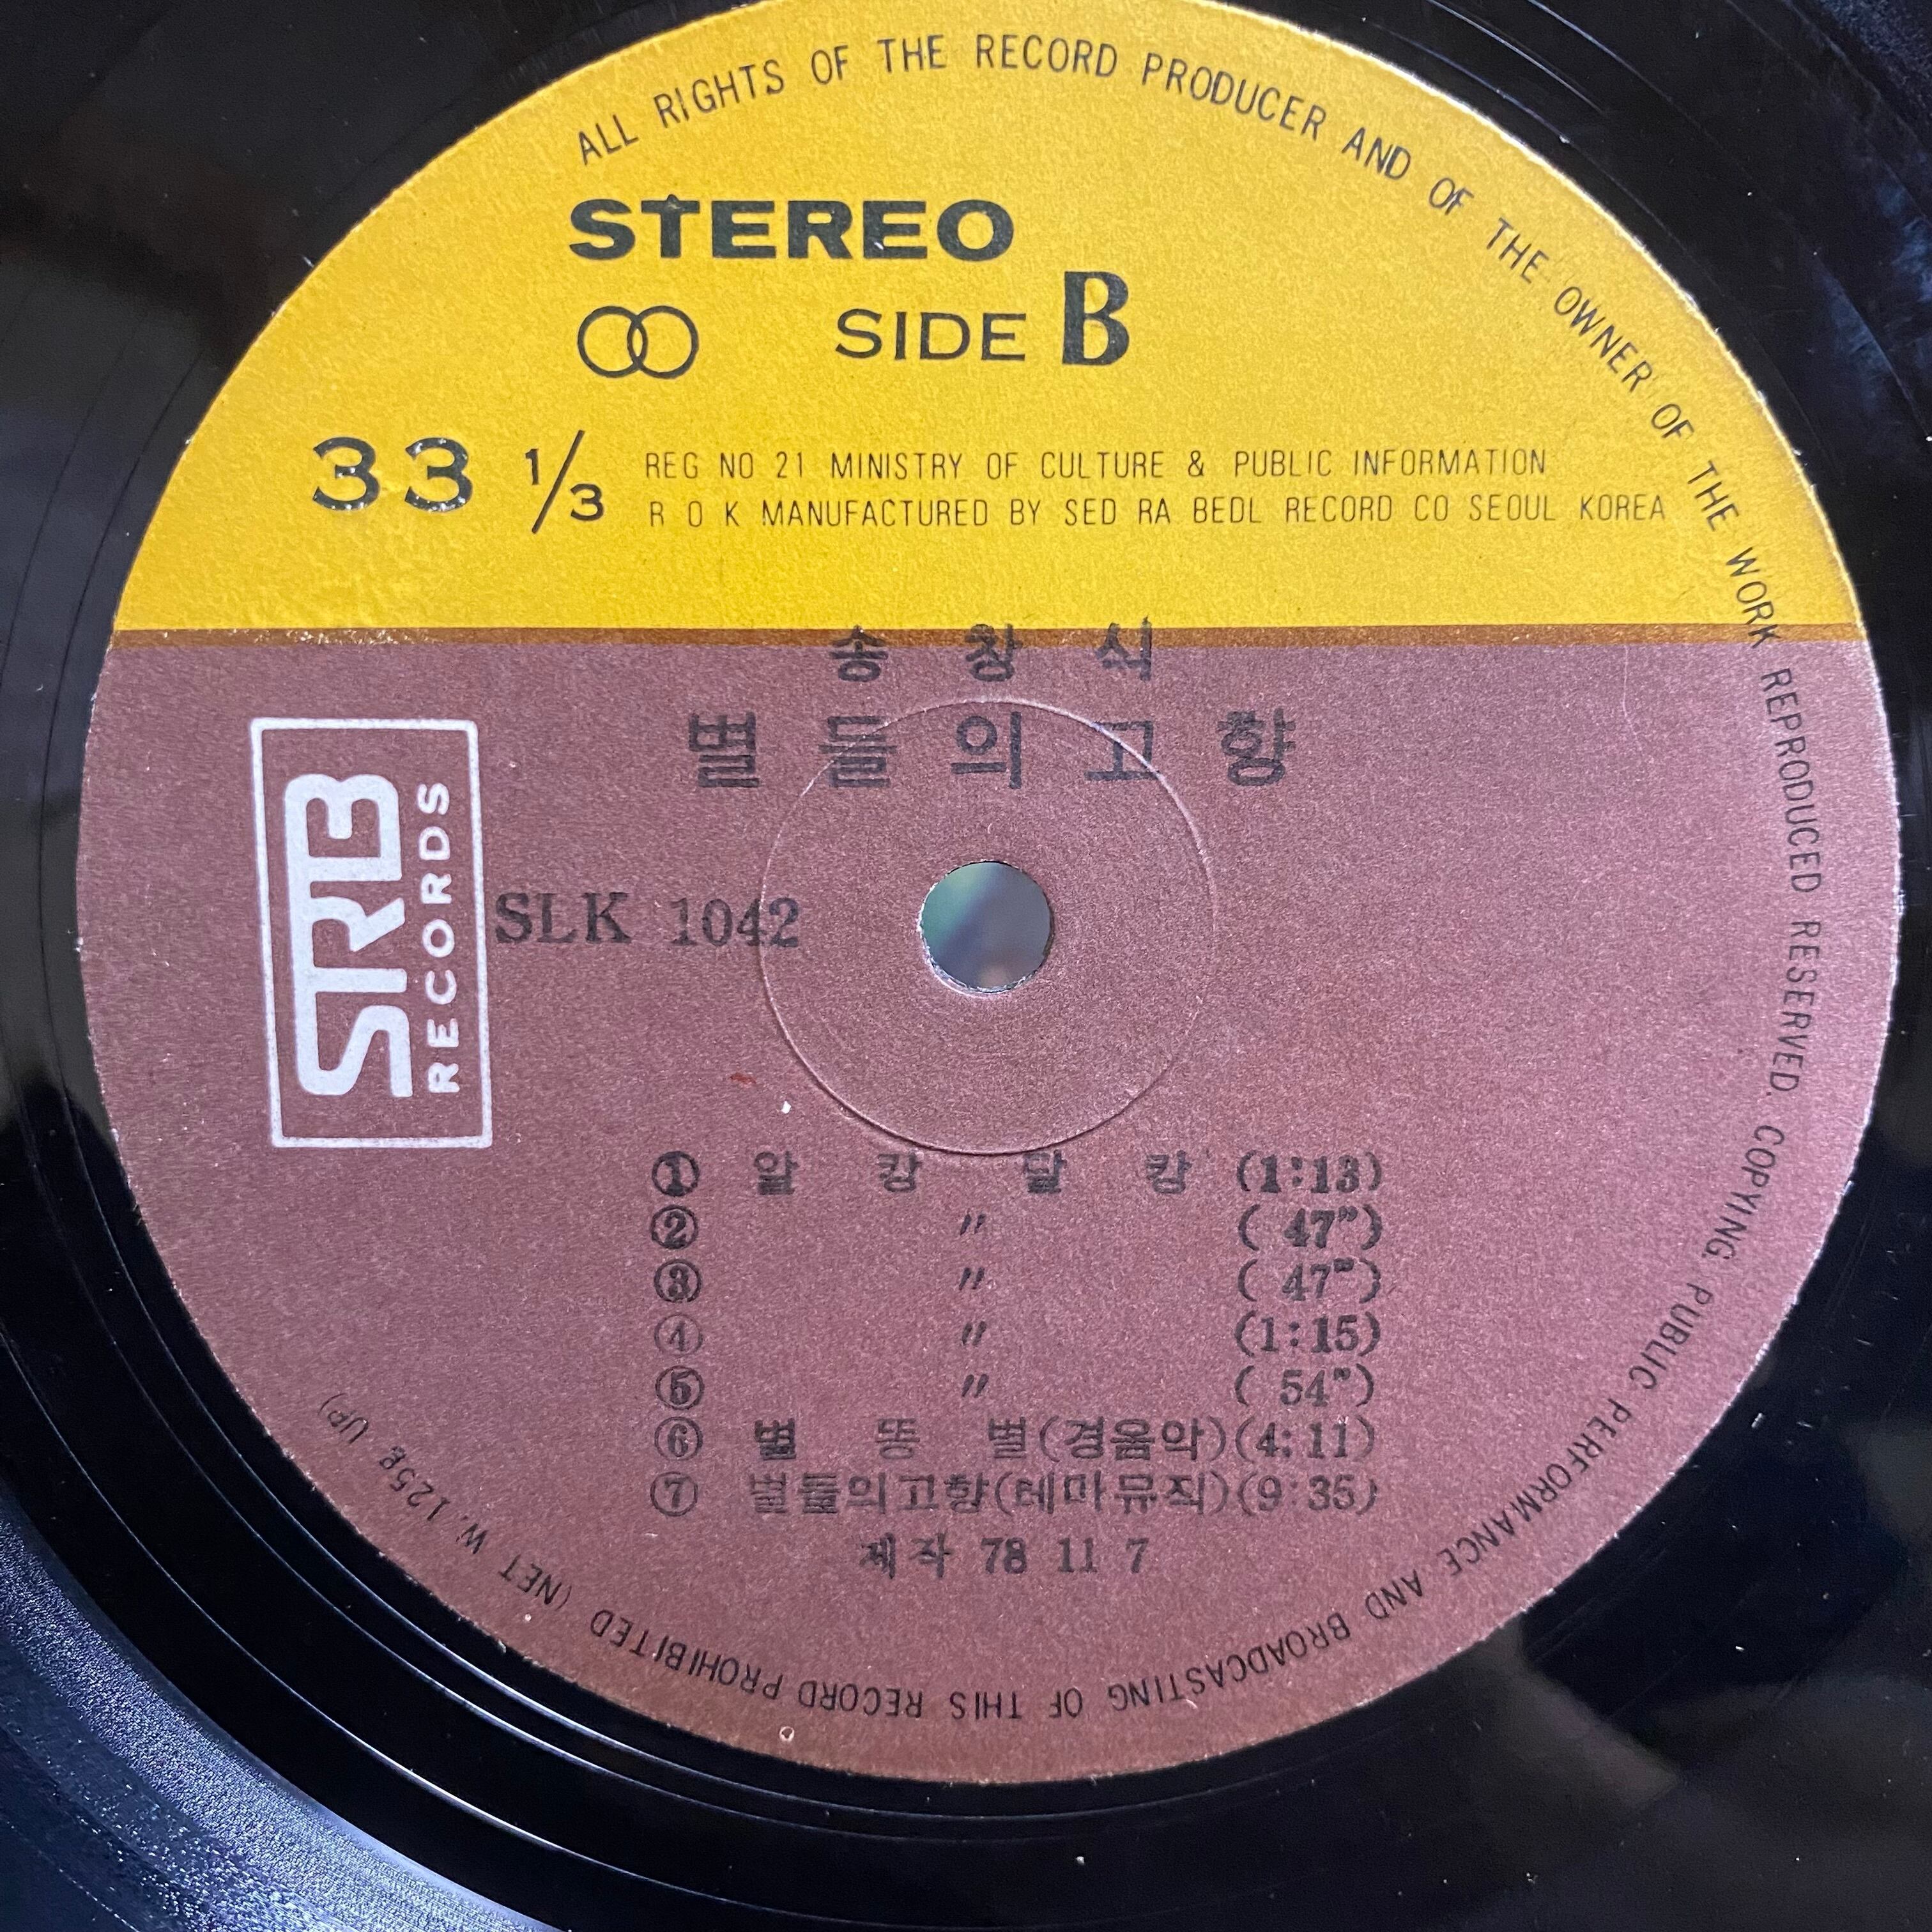 ALL RIGHTS OF THE RECORD PRODUCER AND OF THE OWNER OF THE WORK REPRODUCED RESERVED. COPYING. PUBLIC PERFORMANCE AND BROADCASTING OF THIS RECORD PROHIBITED (NET W. 125g UP)
STEREO
SIDE B
33 1/3
REG NO 21 MINISTRY OF CULTURE & PUBLIC INFORMATION
R O K MANUFACTURED BY SED RA BEDL RECORD CO SEOUL KOREA
송 창 식
별 들 의 고 향
STRB
RECORDS
SLK 1042
① 알 캉 달 캉 (1:13)
② 〃 ( 47")
③ 〃 ( 47")
④ 〃 (1:15)
⑤ 〃 ( 54")
⑥ 별 똥 별(경음악)(4:11)
⑦ 별들의고향(테마뮤직)(9:35)
제작 78 11 7